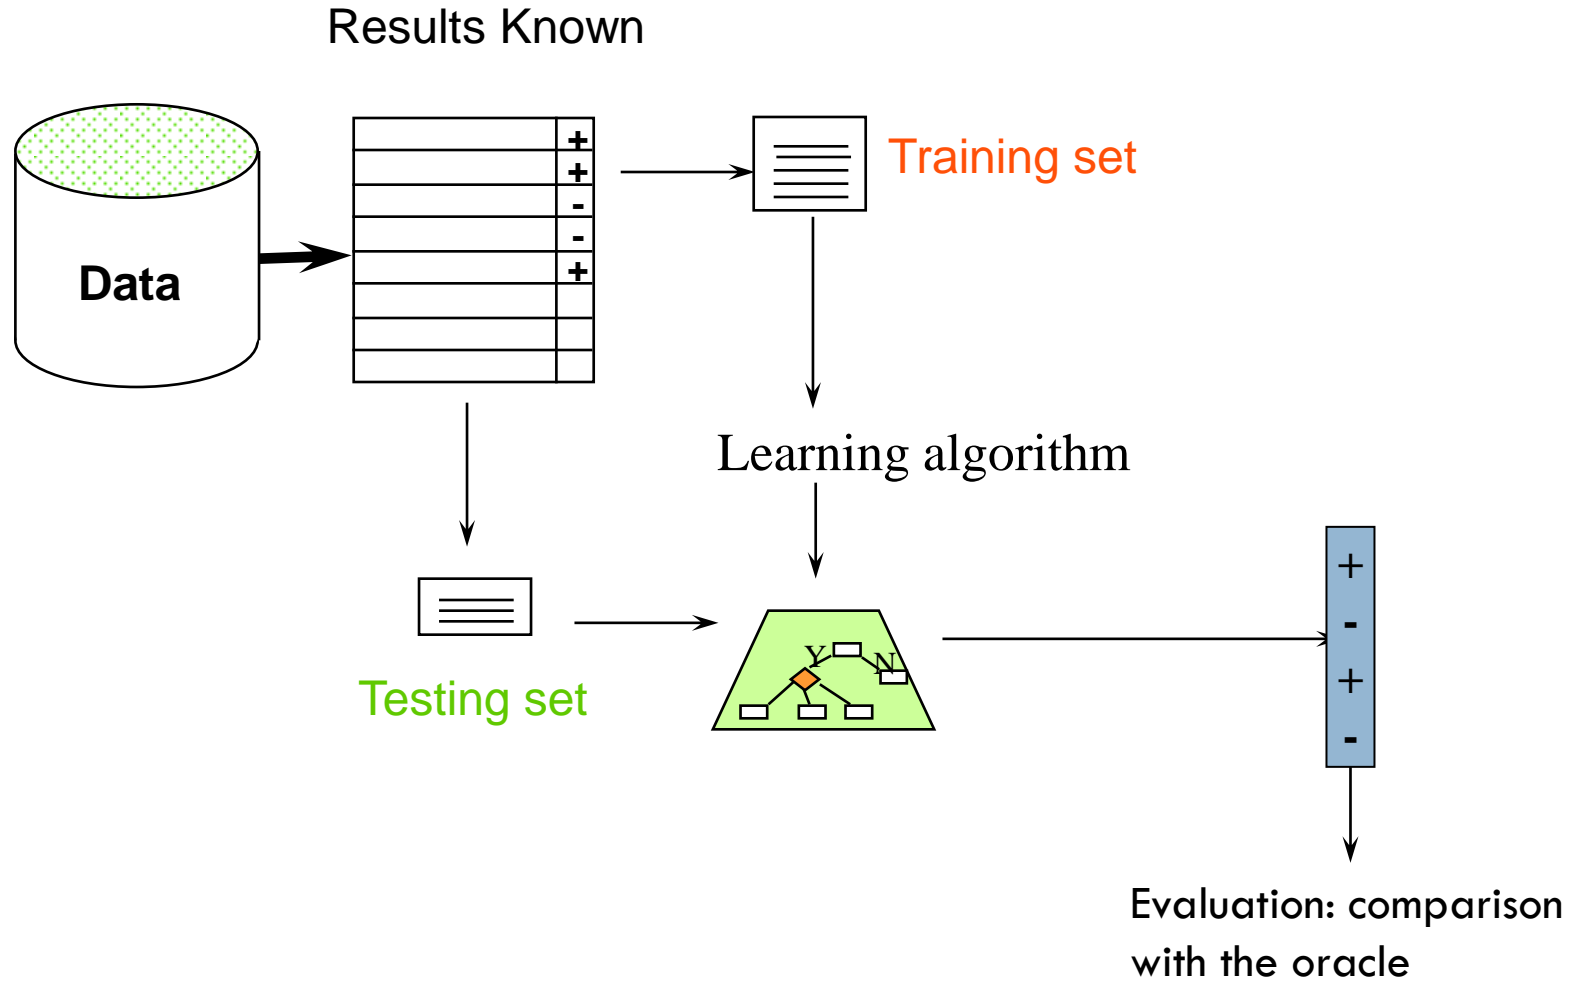 Results Known
+
+
-
-
+
Training set
Data
Learning algorithm
Testing set
Y
N
+
-
+
-
Evaluation: comparison
with the oracle